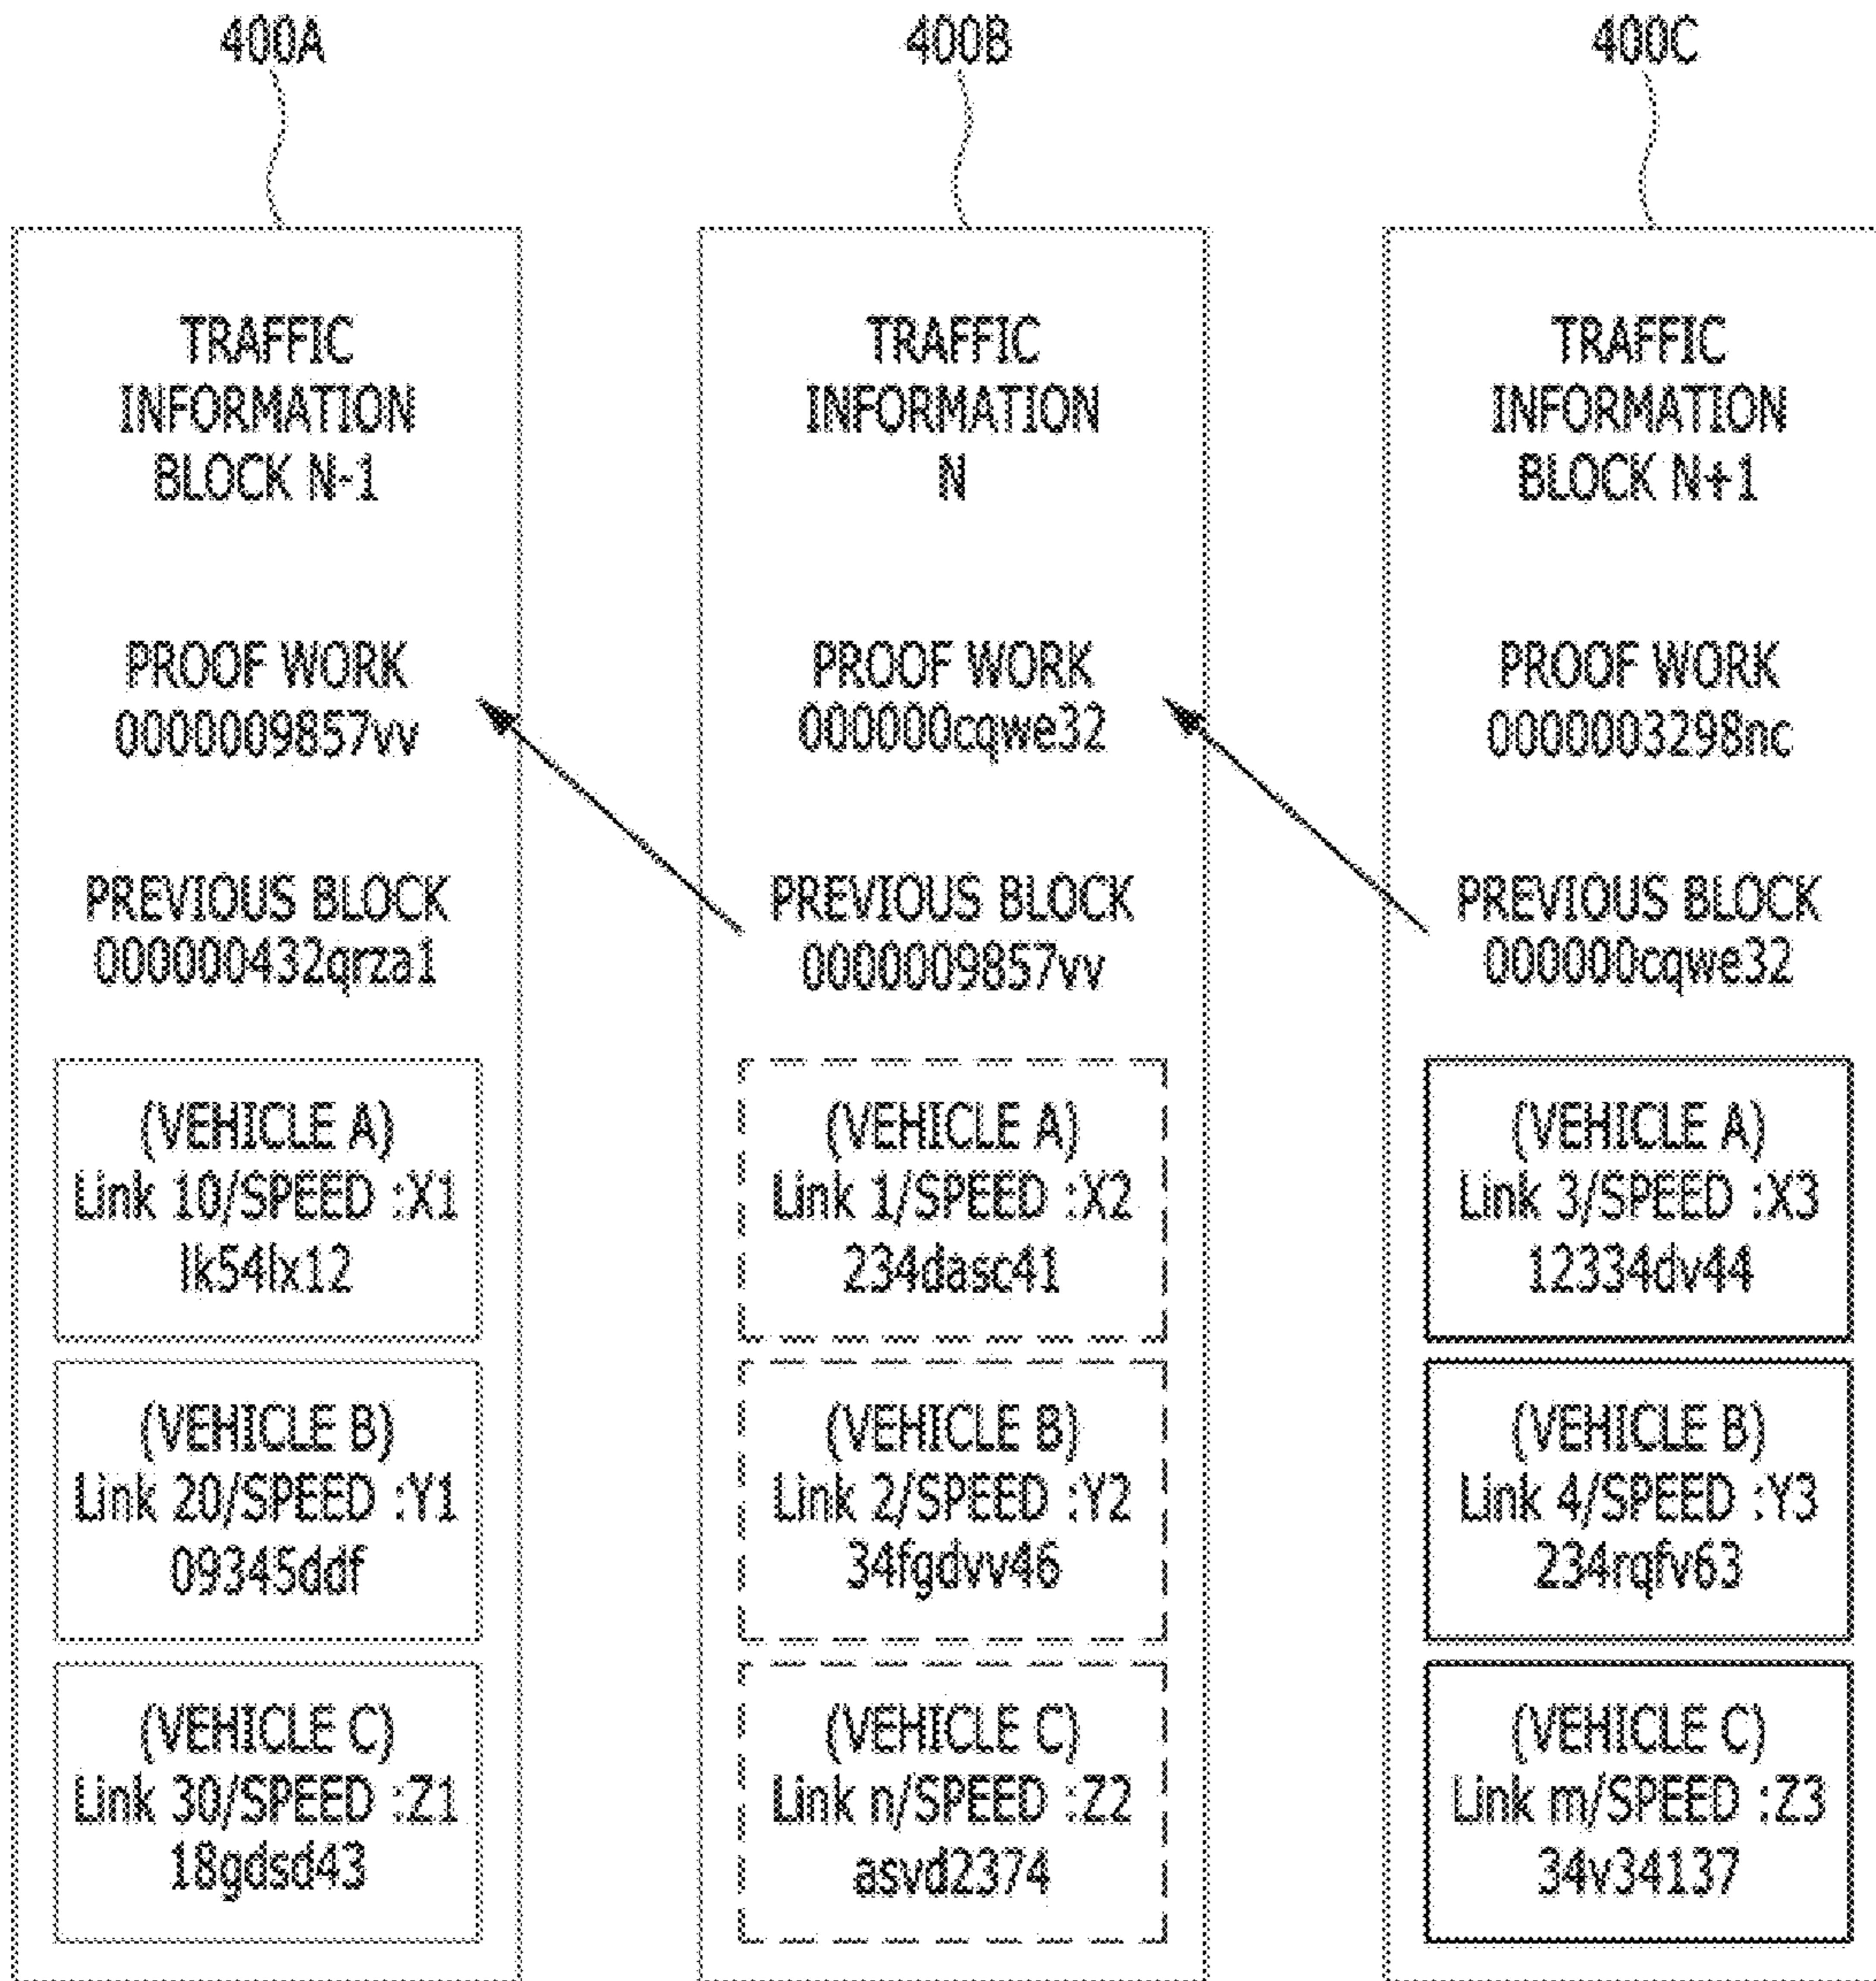 400A
TRAFFIC
INFORMATION
BLOCK N-1
PROOF WORK
0000009857vv
PREVIOUS BLOCK
000000432qrza1
(VEHICLE A)
Link 10/SPEED :X1
lk54lx12
(VEHICLE B)
Link 20/SPEED :Y1
09345ddf
(VEHICLE C)
Link 30/SPEED :Z1
18gdsd43
400B
TRAFFIC
INFORMATION
N
PROOF WORK
000000cqwe32
PREVIOUS BLOCK
0000009857vv
(VEHICLE A)
Link 1/SPEED :X2
234dasc41
(VEHICLE B)
Link 2/SPEED :Y2
34fgdvv46
(VEHICLE C)
Link n/SPEED :Z2
asvd2374
400C
TRAFFIC
INFORMATION
BLOCK N+1
PROOF WORK
0000003298nc
PREVIOUS BLOCK
000000cqwe32
(VEHICLE A)
Link 3/SPEED :X3
12334dv44
(VEHICLE B)
Link 4/SPEED :Y3
234rqfv63
(VEHICLE C)
Link m/SPEED :Z3
34v34137